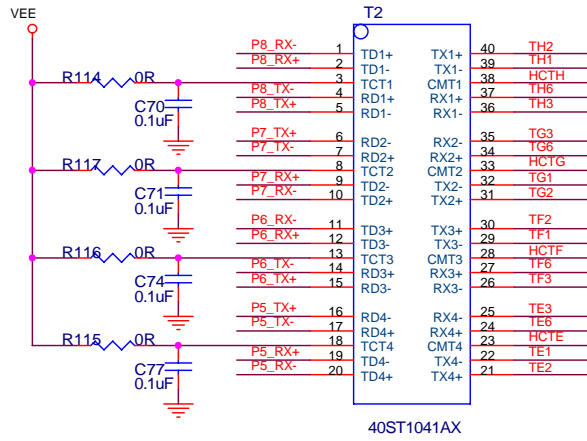 VEE
T2
P8_RX- 1 TD1+ TX1+ 40 TH2
P8_RX+ 2 TD1- TX1- 39 TH1
R114 0R 3 TCT1 CMT1 38 HCTH
P8_TX- 4 RD1+ RX1+ 37 TH6
C70 P8_TX+ 5 RD1- RX1- 36 TH3
0.1uF
P7_TX+ 6 RD2- RX2- 35 TG3
P7_TX- 7 RD2+ RX2+ 34 TG6
R117 0R 8 TCT2 CMT2 33 HCTG
P7_RX+ 9 TD2- TX2- 32 TG1
C71 P7_RX- 10 TD2+ TX2+ 31 TG2
0.1uF
P6_RX- 11 TD3+ TX3+ 30 TF2
P6_RX+ 12 TD3- TX3- 29 TF1
R116 0R 13 TCT3 CMT3 28 HCTF
P6_TX- 14 RD3+ RX3+ 27 TF6
C74 P6_TX+ 15 RD3- RX3- 26 TF3
0.1uF
P5_TX+ 16 RD4- RX4- 25 TE3
P5_TX- 17 RD4+ RX4+ 24 TE6
R115 0R 18 TCT4 CMT4 23 HCTE
P5_RX+ 19 TD4- TX4- 22 TE1
C77 P5_RX- 20 TD4+ TX4+ 21 TE2
0.1uF
40ST1041AX